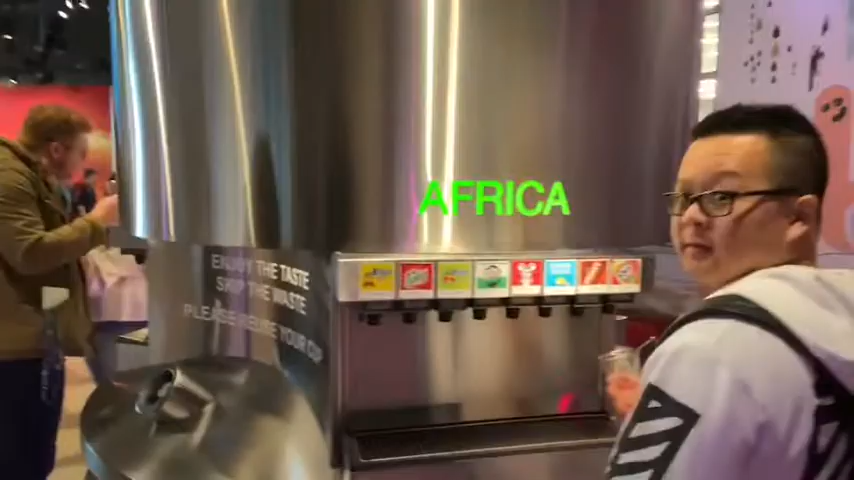 AFRICA
ENJOY THE TASTE
SKIP THE WASTE
PLEASE REUSE YOUR CUP